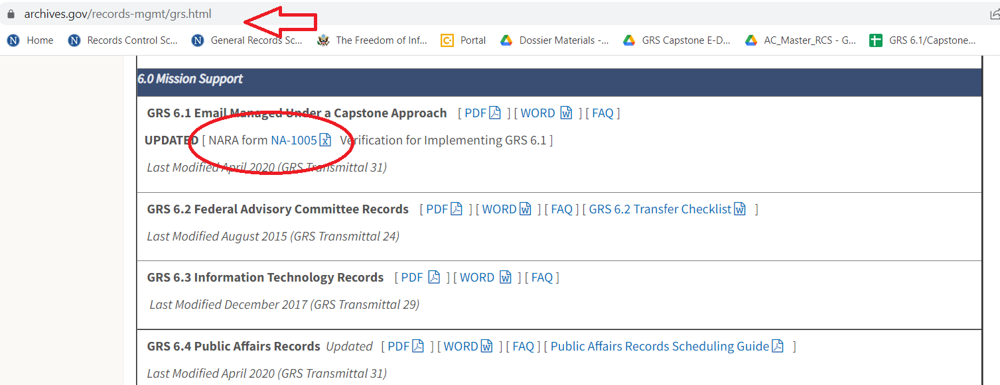 archives.gov/records-mgmt/grs.html
N Home N Records Control Sc... N General Records Sc... The Freedom of Inf... Portal Dossier Materials -... GRS Capstone E-D... AC_Master_RCS - G... GRS 6.1/Capstone...
6.0 Mission Support
GRS 6.1 Email Managed Under a Capstone Approach [ PDF ] [ WORD ] [ FAQ ]
UPDATED [ NARA form NA-1005 Verification for Implementing GRS 6.1 ]
Last Modified April 2020 (GRS Transmittal 31)
GRS 6.2 Federal Advisory Committee Records [ PDF ] [ WORD ] [ FAQ ] [ GRS 6.2 Transfer Checklist ]
Last Modified August 2015 (GRS Transmittal 24)
GRS 6.3 Information Technology Records [ PDF ] [ WORD ] [ FAQ ]
Last Modified December 2017 (GRS Transmittal 29)
GRS 6.4 Public Affairs Records Updated [ PDF ] [ WORD ] [ FAQ ] [ Public Affairs Records Scheduling Guide ]
Last Modified April 2020 (GRS Transmittal 31)